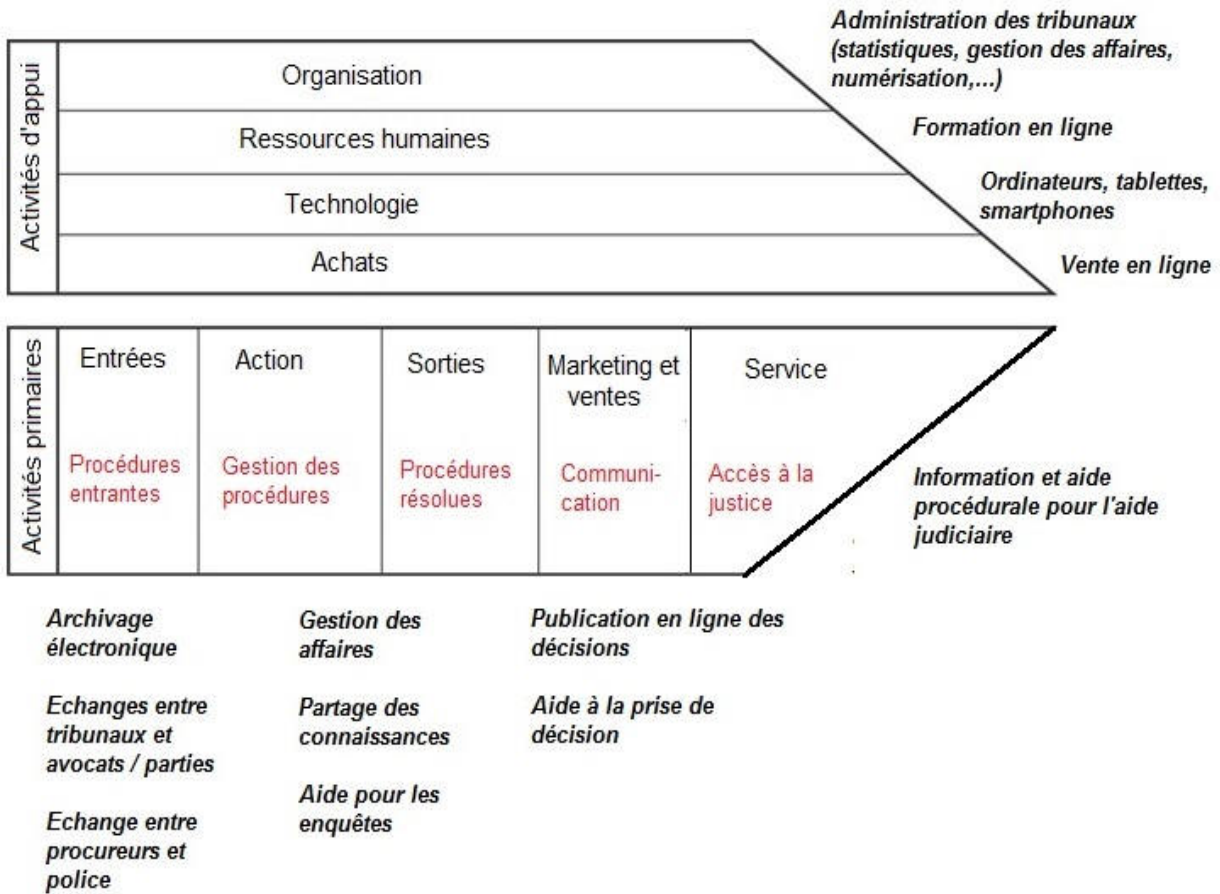 Administration des tribunaux
(statistiques, gestion des affaires,
numérisation,...)
Activités d'appui
Organisation
Ressources humaines
Formation en ligne
Technologie
Ordinateurs, tablettes,
smartphones
Achats
Vente en ligne
Activités primaires
Entrées
Procédures
entrantes
Action
Gestion des
procédures
Sorties
Procédures
résolues
Marketing et
ventes
Communi-
cation
Service
Accès à la
justice
Information et aide
procédurale pour l'aide
judiciaire
Archivage
électronique
Echanges entre
tribunaux et
avocats / parties
Echange entre
procureurs et
police
Gestion des
affaires
Partage des
connaissances
Aide pour les
enquêtes
Publication en ligne des
décisions
Aide à la prise de
décision